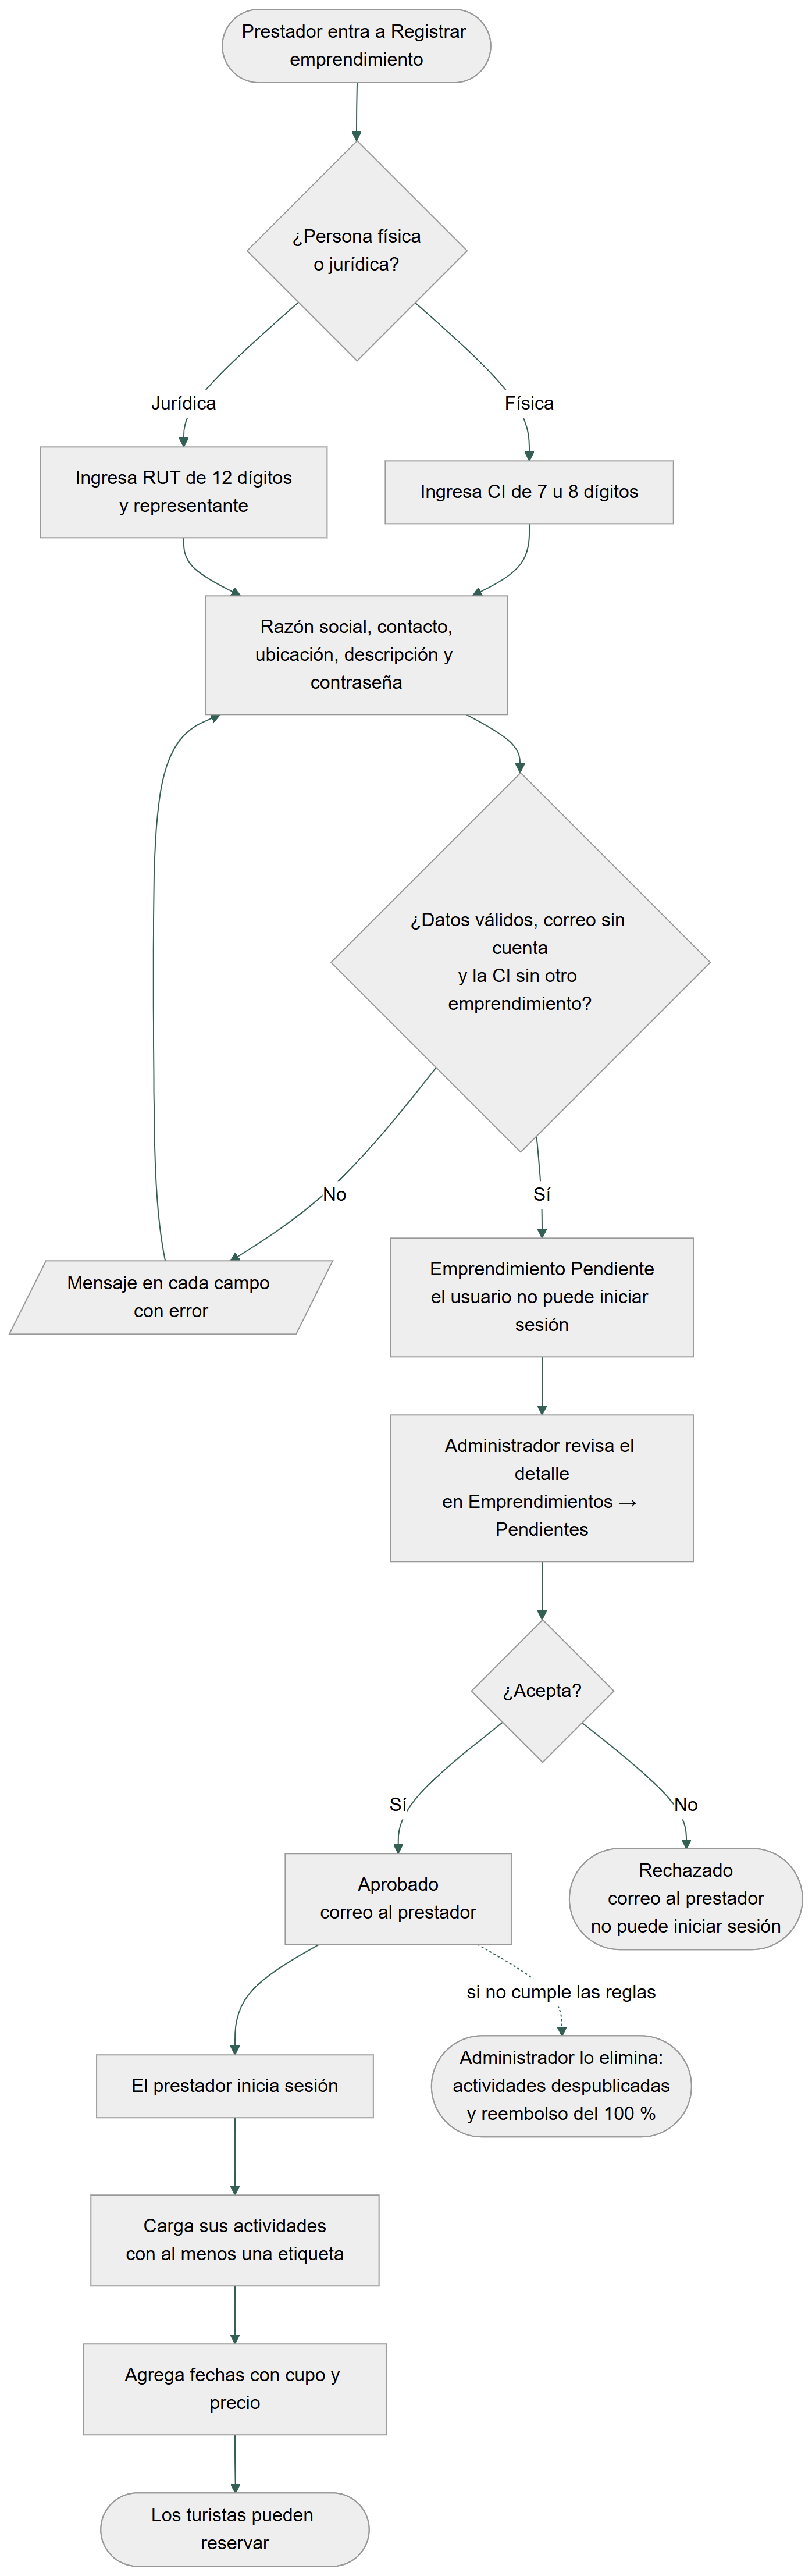 Prestador entra a Registrar
emprendimiento
¿Persona física
o jurídica?
Jurídica
Física
Ingresa RUT de 12 dígitos
y representante
Ingresa CI de 7 u 8 dígitos
Razón social, contacto,
ubicación, descripción y
contraseña
¿Datos válidos, correo sin
cuenta
y la CI sin otro
emprendimiento?
No
Sí
Mensaje en cada campo
con error
Emprendimiento Pendiente
el usuario no puede iniciar
sesión
Administrador revisa el
detalle
en Emprendimientos →
Pendientes
¿Acepta?
Sí
No
Aprobado
correo al prestador
Rechazado
correo al prestador
no puede iniciar sesión
si no cumple las reglas
El prestador inicia sesión
Administrador lo elimina:
actividades despublicadas
y reembolso del 100 %
Carga sus actividades
con al menos una etiqueta
Agrega fechas con cupo y
precio
Los turistas pueden
reservar